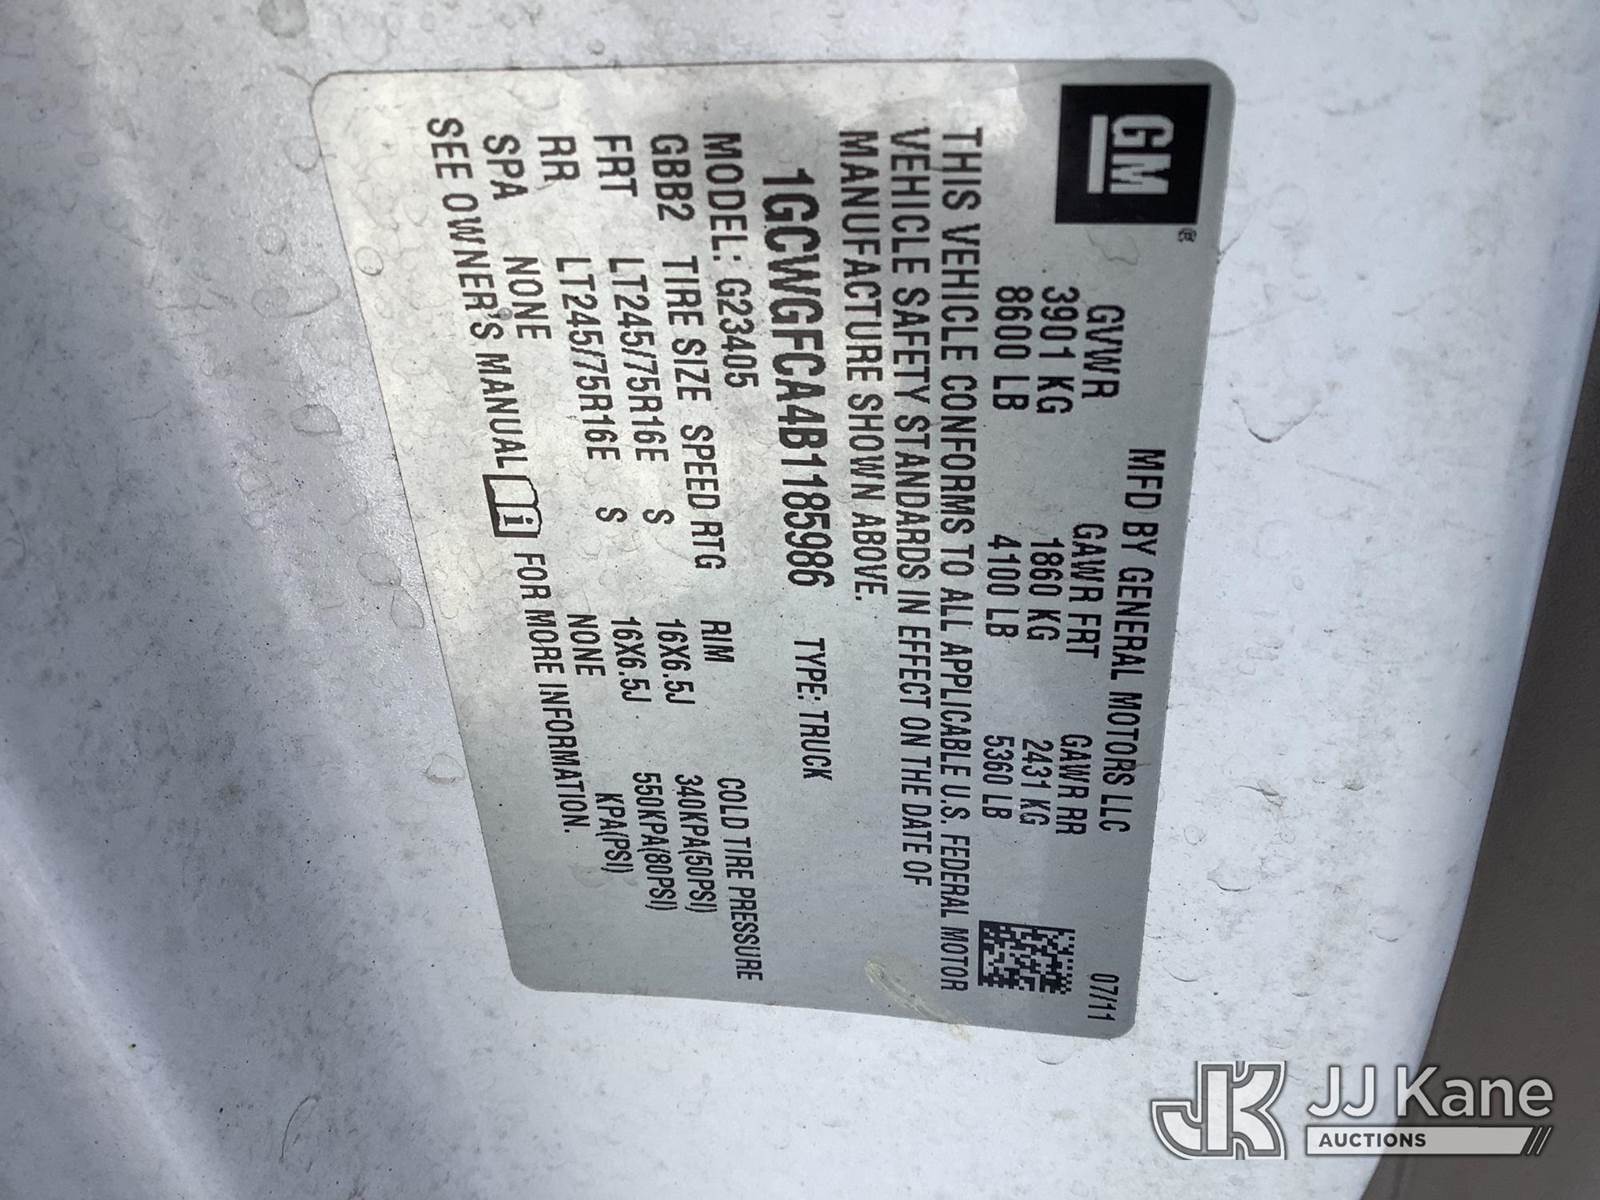 GM®
MFD BY GENERAL MOTORS LLC 07/11
GVWR GAWR FRT GAWR RR
3901 KG 1860 KG 2431 KG
8600 LB 4100 LB 5360 LB
THIS VEHICLE CONFORMS TO ALL APPLICABLE U.S. FEDERAL MOTOR
VEHICLE SAFETY STANDARDS IN EFFECT ON THE DATE OF
MANUFACTURE SHOWN ABOVE.
1GCWGFCA4B1185986 TYPE: TRUCK
MODEL: G23405
GBB2 TIRE SIZE SPEED RTG RIM COLD TIRE PRESSURE
FRT LT245/75R16E S 16X6.5J 340KPA(50PSI)
RR LT245/75R16E S 16X6.5J 550KPA(80PSI)
SPA NONE NONE KPA(PSI)
SEE OWNER'S MANUAL i FOR MORE INFORMATION.
JK JJ Kane
AUCTIONS